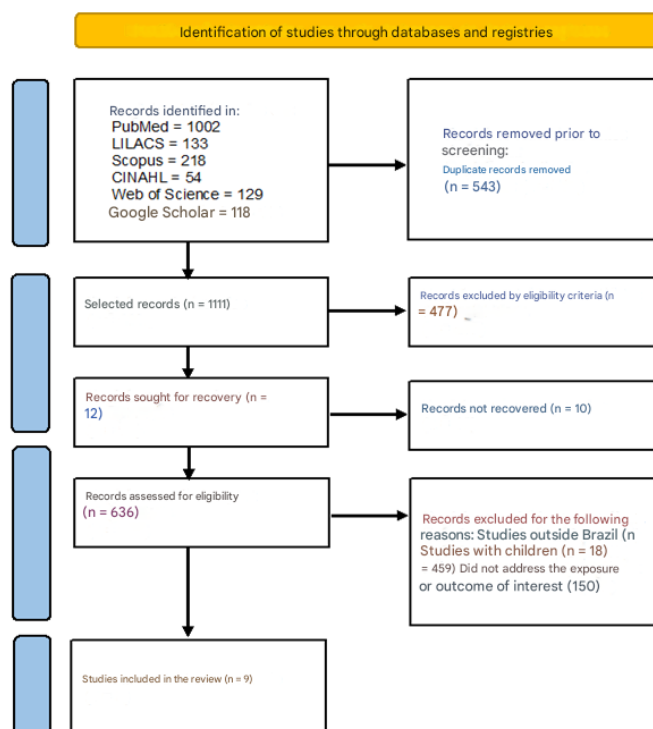 Identification of studies through databases and registries
Records identified in:
PubMed = 1002
LILACS = 133
Scopus = 218
CINAHL = 54
Web of Science = 129
Google Scholar = 118
Records removed prior to
screening:
Duplicate records removed
(n = 543)
Selected records (n = 1111)
Records excluded by eligibility criteria (n
= 477)
Records sought for recovery (n =
12)
Records not recovered (n = 10)
Records assessed for eligibility
(n = 636)
Records excluded for the following
reasons: Studies outside Brazil (n
Studies with children (n = 18)
= 459) Did not address the exposure
or outcome of interest (150)
Studies included in the review (n = 9)